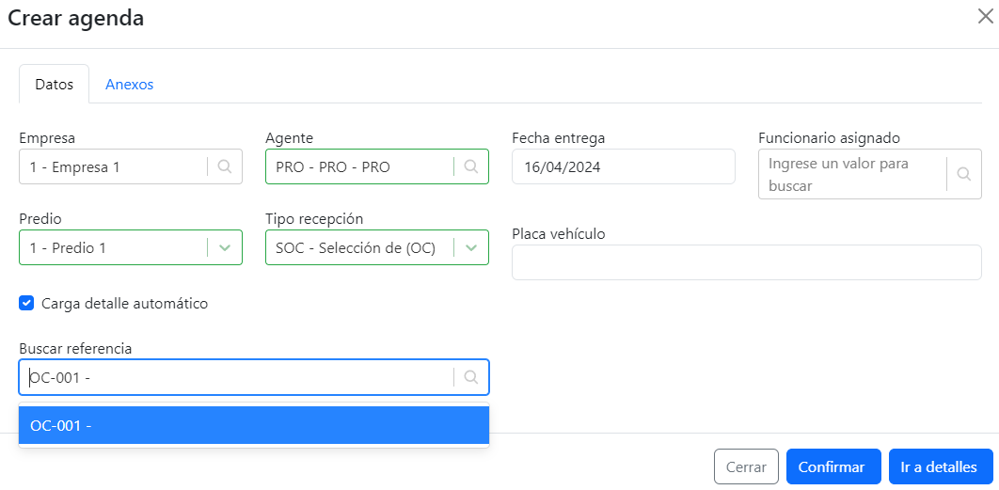 Crear agenda
Datos
Anexos
Empresa
Agente
Fecha entrega
Funcionario asignado
1 - Empresa 1
PRO - PRO - PRO
16/04/2024
Ingrese un valor para
buscar
Predio
Tipo recepción
Placa vehículo
1 - Predio 1
SOC - Selección de (OC)
Carga detalle automático
Buscar referencia
OC-001 -
OC-001 -
Cerrar
Confirmar
Ir a detalles